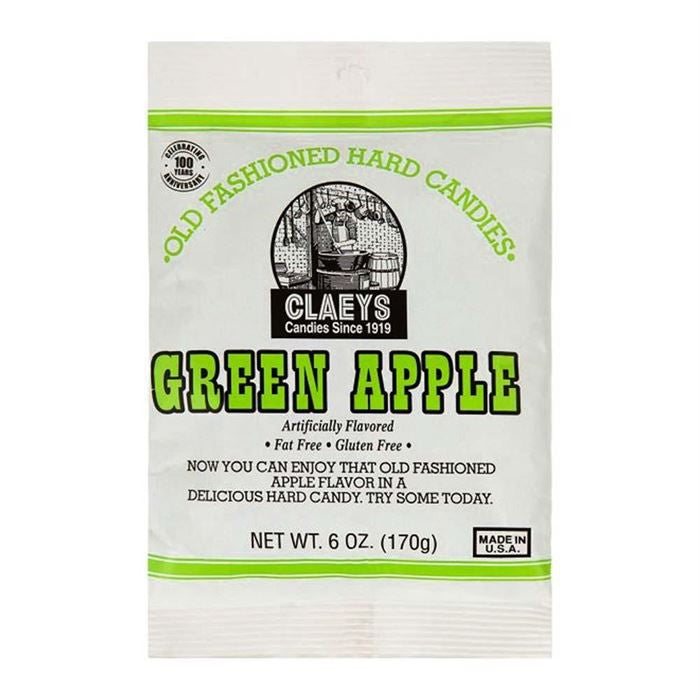 CELEBRATING
100
YEARS
ANNIVERSARY
•OLD FASHIONED HARD CANDIES•
CLAEYS
Candies Since 1919
GREEN APPLE
Artificially Flavored
• Fat Free • Gluten Free •
NOW YOU CAN ENJOY THAT OLD FASHIONED
APPLE FLAVOR IN A
DELICIOUS HARD CANDY. TRY SOME TODAY.
NET WT. 6 OZ. (170g)
MADE IN
U.S.A.